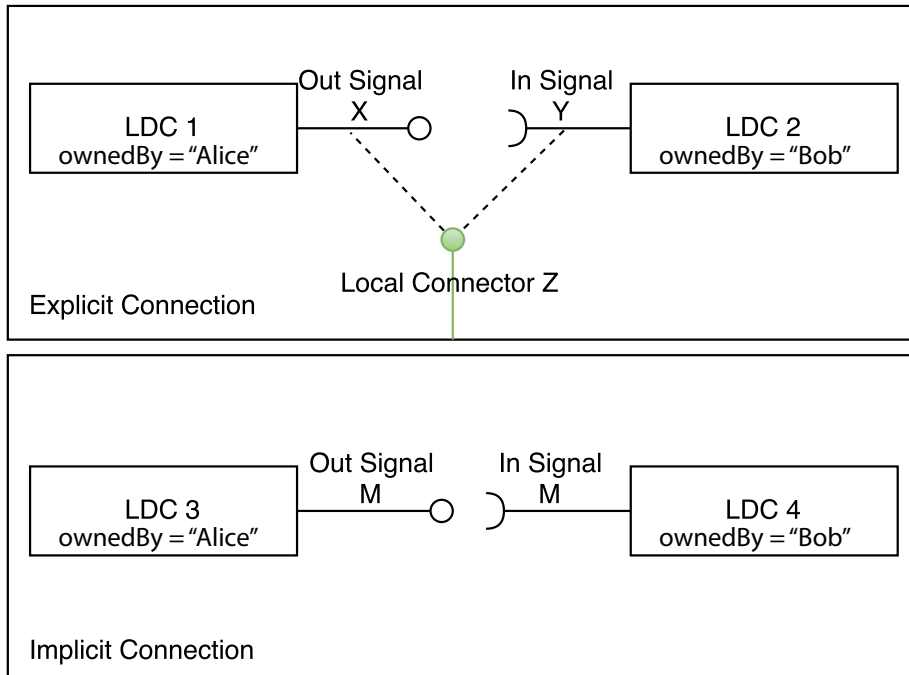 Out Signal
X
In Signal
Y
LDC 1
ownedBy = “Alice”
LDC 2
ownedBy = “Bob”
Local Connector Z
Explicit Connection
Out Signal
M
In Signal
M
LDC 3
ownedBy = “Alice”
LDC 4
ownedBy = “Bob”
Implicit Connection